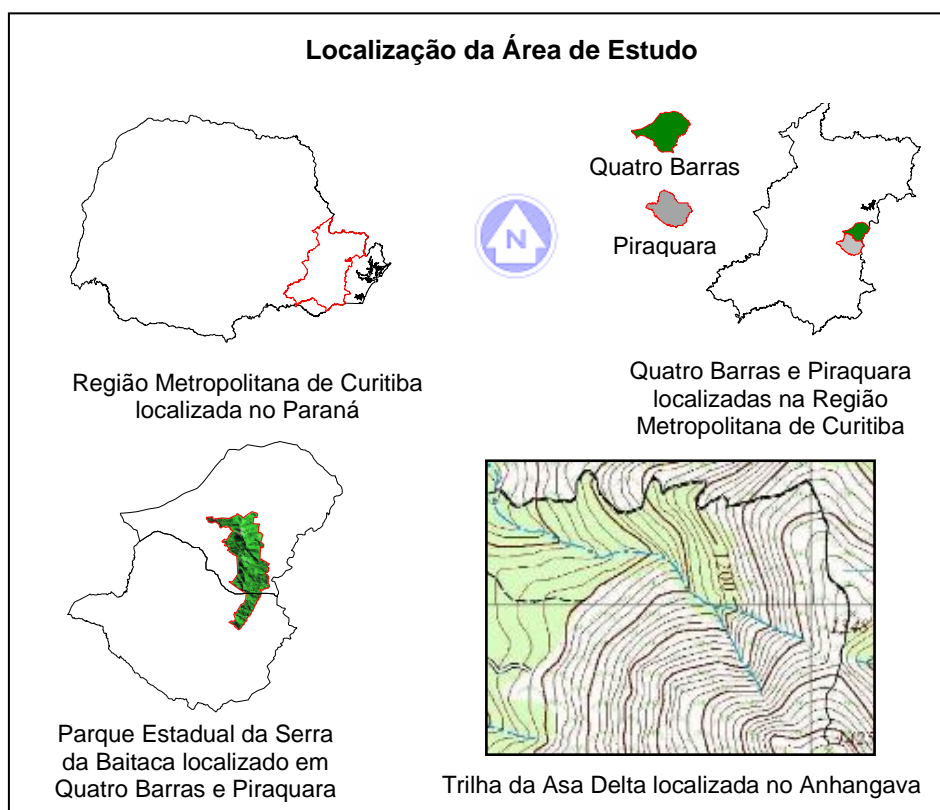 Localização da Área de Estudo
Quatro Barras
Piraquara
N
Região Metropolitana de Curitiba
localizada no Paraná
Quatro Barras e Piraquara
localizadas na Região
Metropolitana de Curitiba
Parque Estadual da Serra
da Baitaca localizado em
Quatro Barras e Piraquara
1200
Trilha da Asa Delta localizada no Anhangava